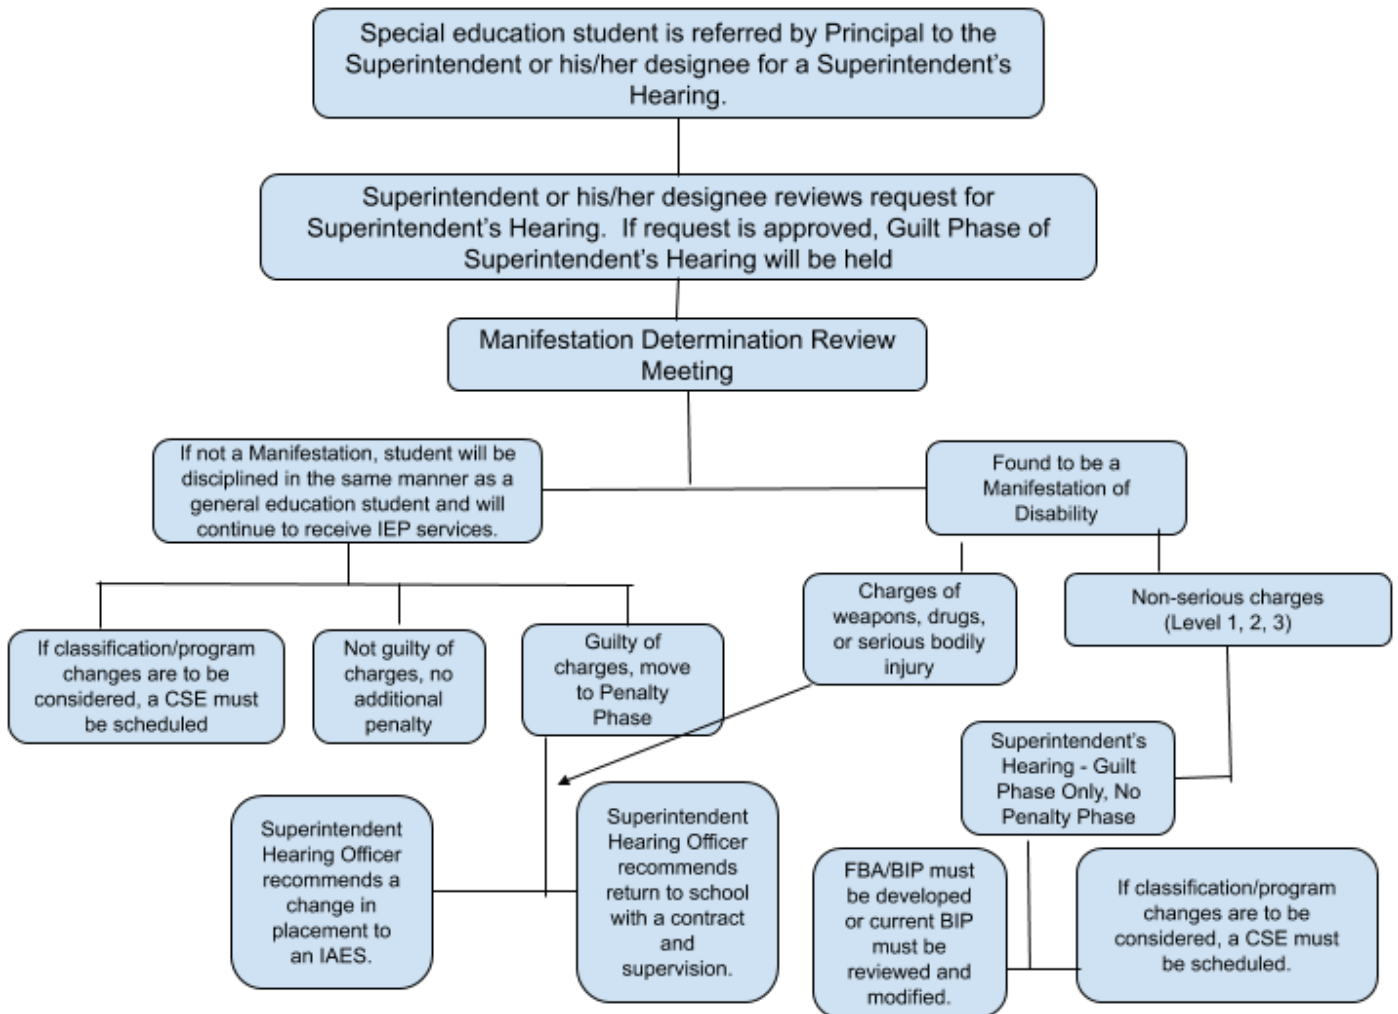 Special education student is referred by Principal to the
Superintendent or his/her designee for a Superintendent's
Hearing.
Superintendent or his/her designee reviews request for
Superintendent's Hearing.  If request is approved, Guilt Phase of
Superintendent's Hearing will be held
Manifestation Determination Review
Meeting
If not a Manifestation, student will be
disciplined in the same manner as a
general education student and will
continue to receive IEP services.
Found to be a
Manifestation of
Disability
If classification/program
changes are to be
considered, a CSE must
be scheduled
Not guilty of
charges, no
additional
penalty
Guilty of
charges, move
to Penalty
Phase
Charges of
weapons, drugs,
or serious bodily
injury
Non-serious charges
(Level 1, 2, 3)
Superintendent's
Hearing - Guilt
Phase Only, No
Penalty Phase
Superintendent
Hearing Officer
recommends a
change in
placement to
an IAES.
Superintendent
Hearing Officer
recommends
return to school
with a contract
and
supervision.
FBA/BIP must
be developed
or current BIP
must be
reviewed and
modified.
If classification/program
changes are to be
considered, a CSE must
be scheduled.